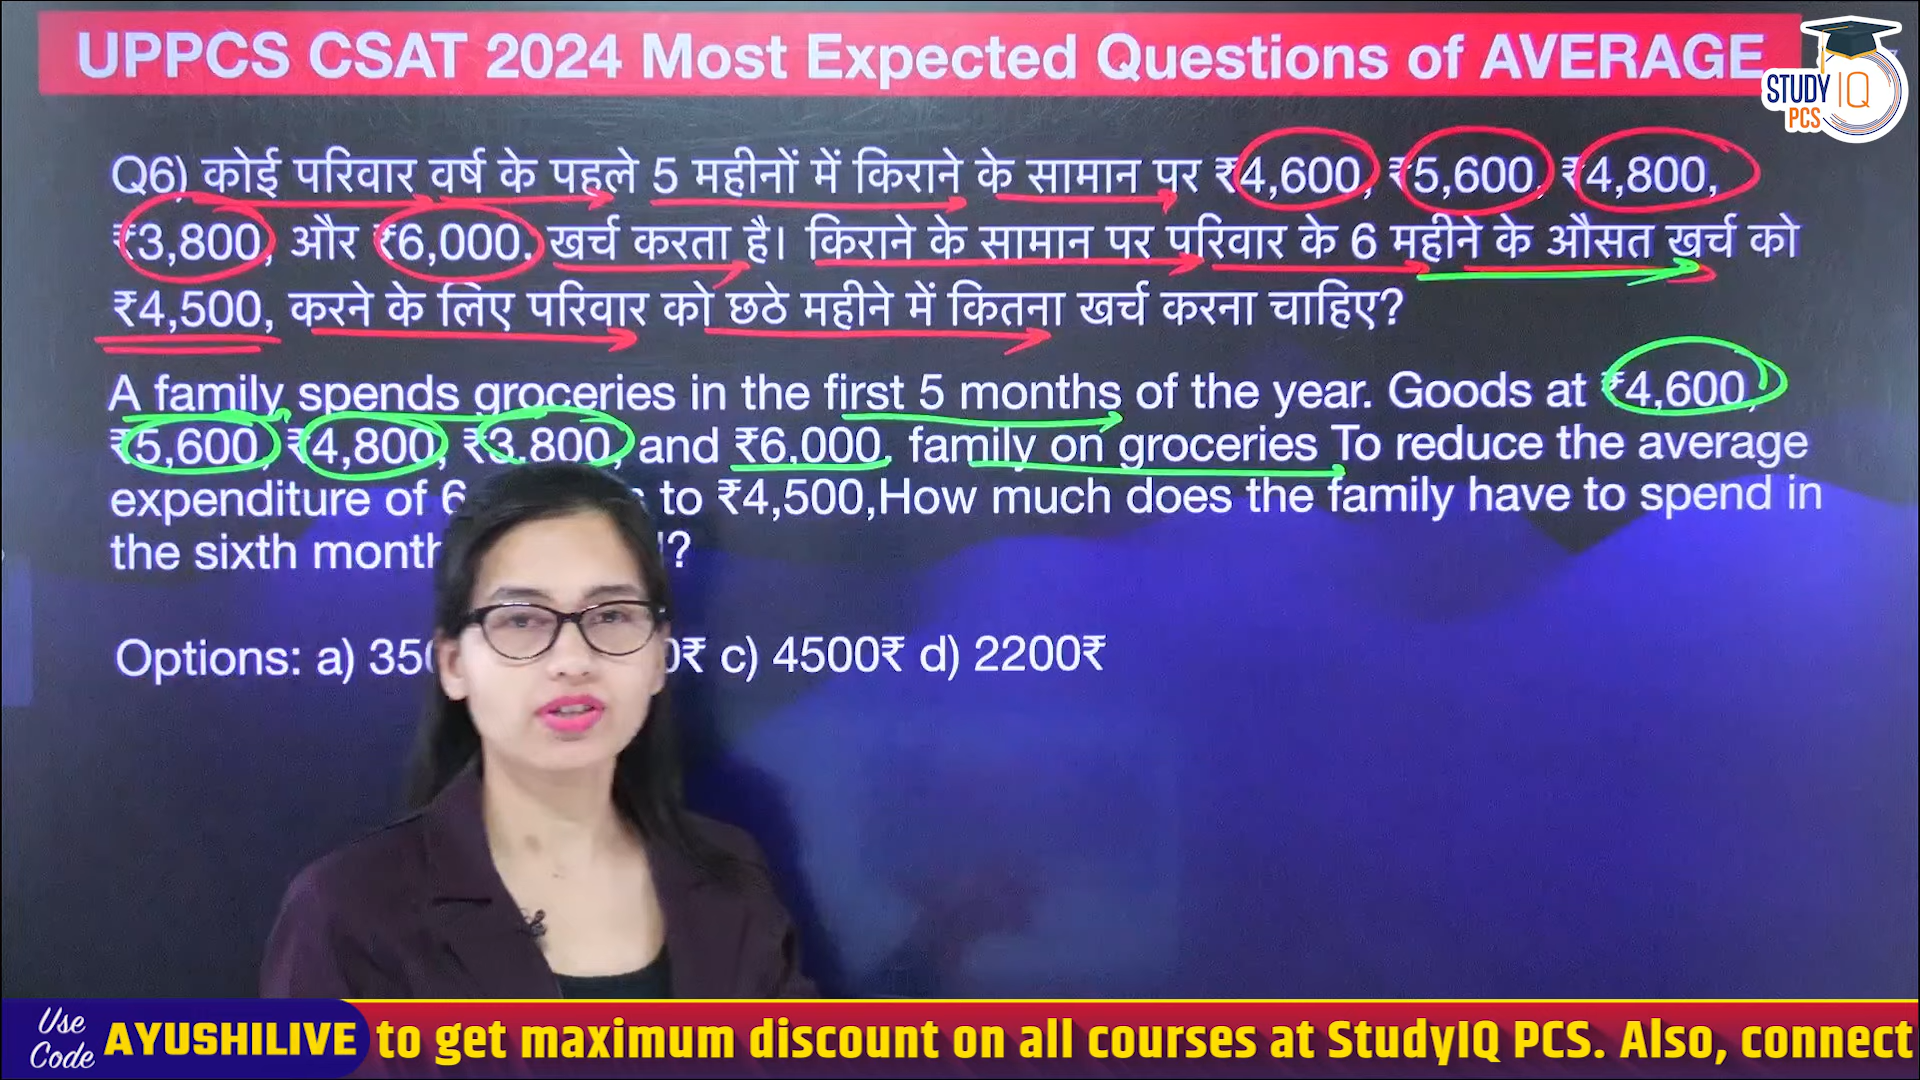 UPPCS CSAT 2024 Most Expected Questions of AVERAGE
STUDY IQ
PCS
Q6) कोई परिवार वर्ष के पहले 5 महीनों में किराने के सामान पर ₹4,600, ₹5,600, ₹4,800,
₹3,800, और ₹6,000. खर्च करता है। किराने के सामान पर परिवार के 6 महीने के औसत खर्च को
₹4,500, करने के लिए परिवार को छठे महीने में कितना खर्च करना चाहिए?
A family spends groceries in the first 5 months of the year. Goods at ₹4,600,
₹5,600, ₹4,800, ₹3,800, and ₹6,000. family on groceries To reduce the average
expenditure of 6 to ₹4,500,How much does the family have to spend in
the sixth month ?
Options: a) c) 4500₹ d) 2200₹
Use
Code AYUSHILIVE to get maximum discount on all courses at StudyIQ PCS. Also, connect